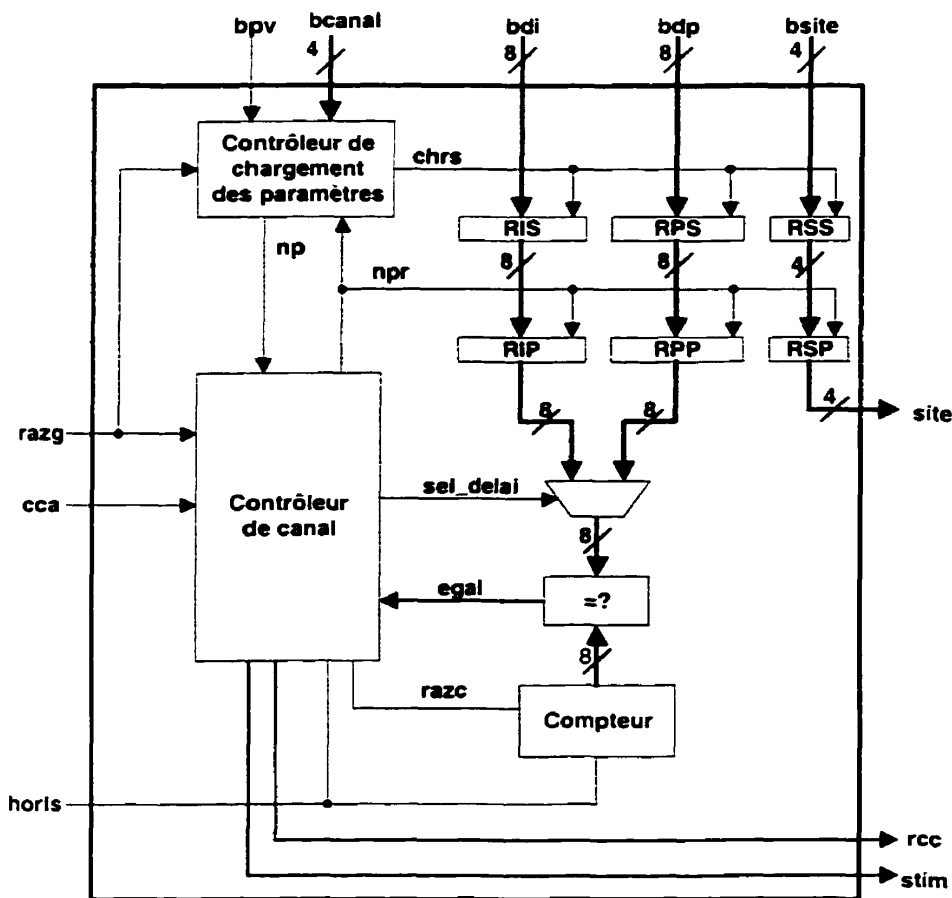 bpv
bcanal
bdi
bdp
bsite
4
8
8
4
Contrôleur de
chargement
des paramètres
chrs
RIS
RPS
RSS
np
npr
8
8
4
RIP
RPP
RSP
razg
8
8
4
site
cca
Contrôleur
de canal
sel_delai
8
egal
=?
8
razc
Compteur
horls
rcc
stim